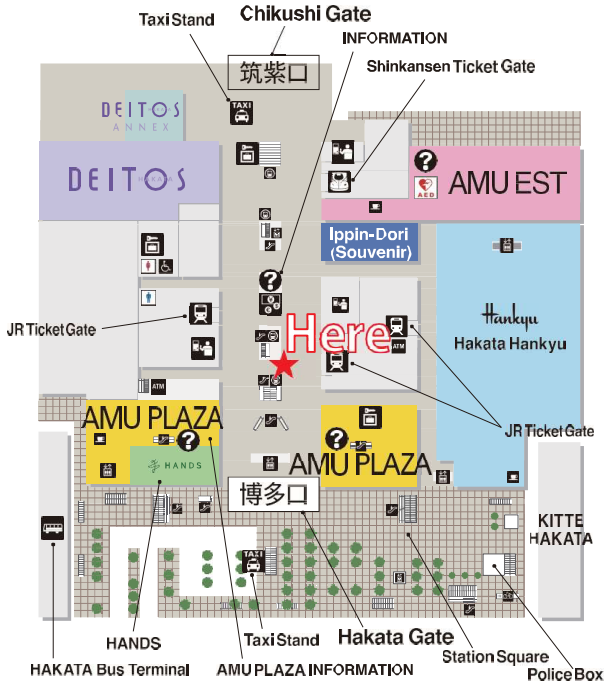 Chikushi Gate
Taxi Stand
INFORMATION
筑紫口
Shinkansen Ticket Gate
TAXI
DEITOS
ANNEX
?
DEITOS
AED
AMU EST
Ippin-Dori
(Souvenir)
?
Hankyu
Hakata Hankyu
JR Ticket Gate
Here
ATM
ATM
AMU PLAZA
?
HANDS
?
AMU PLAZA
JR Ticket Gate
博多口
KITTE
HAKATA
TAXI
HANDS
Taxi Stand
Hakata Gate
Station Square
HAKATA Bus Terminal
AMU PLAZA INFORMATION
Police Box